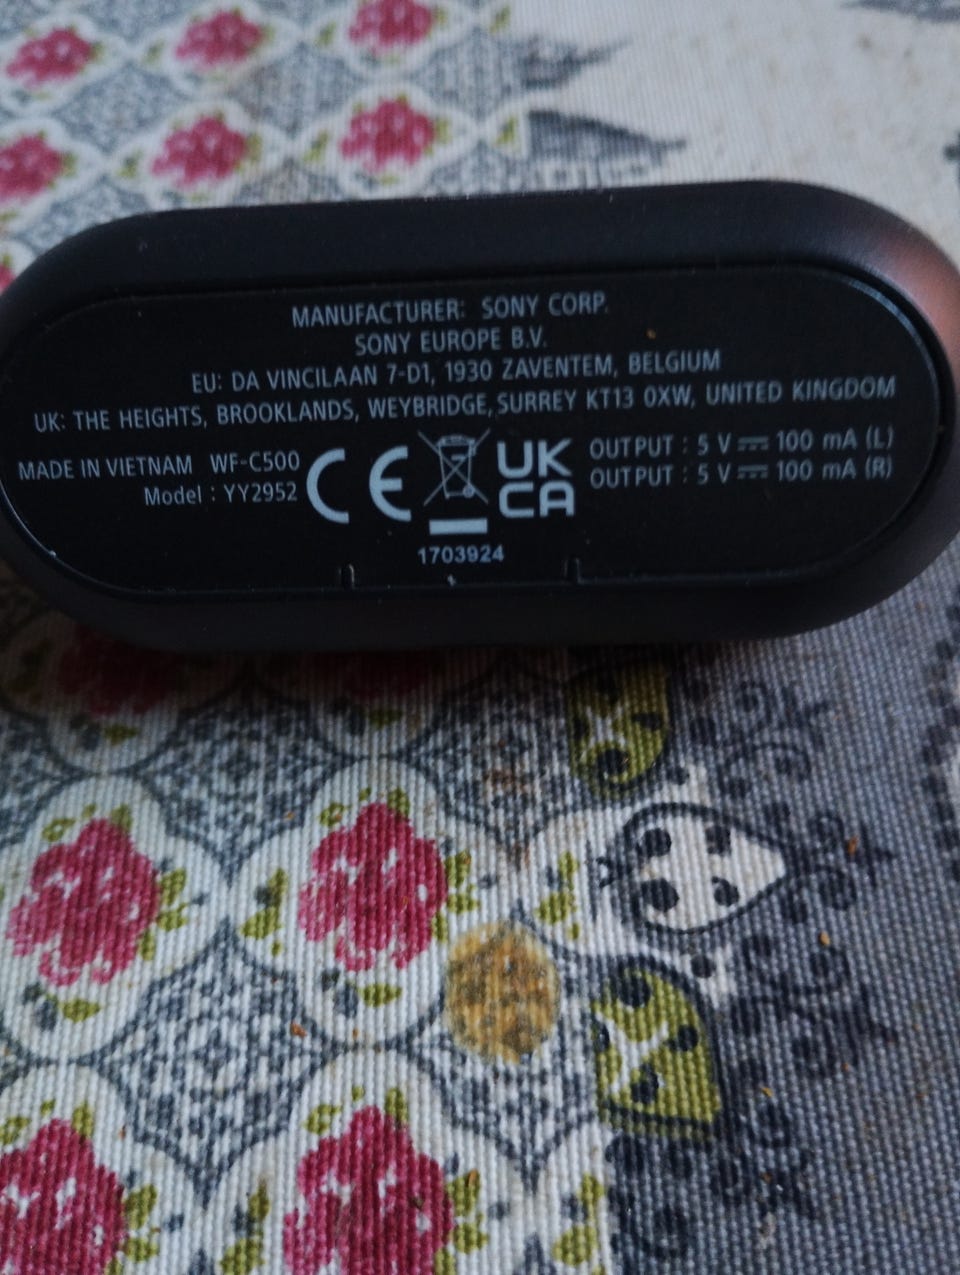 MANUFACTURER: SONY CORP.
SONY EUROPE B.V.
EU: DA VINCILAAN 7-D1, 1930 ZAVENTEM, BELGIUM
UK: THE HEIGHTS, BROOKLANDS, WEYBRIDGE, SURREY KT13 0XW, UNITED KINGDOM
MADE IN VIETNAM WF-C500
Model : YY2952
CE
UK
CA
OUTPUT : 5 V ⎓ 100 mA (L)
OUTPUT : 5 V ⎓ 100 mA (R)
1703924